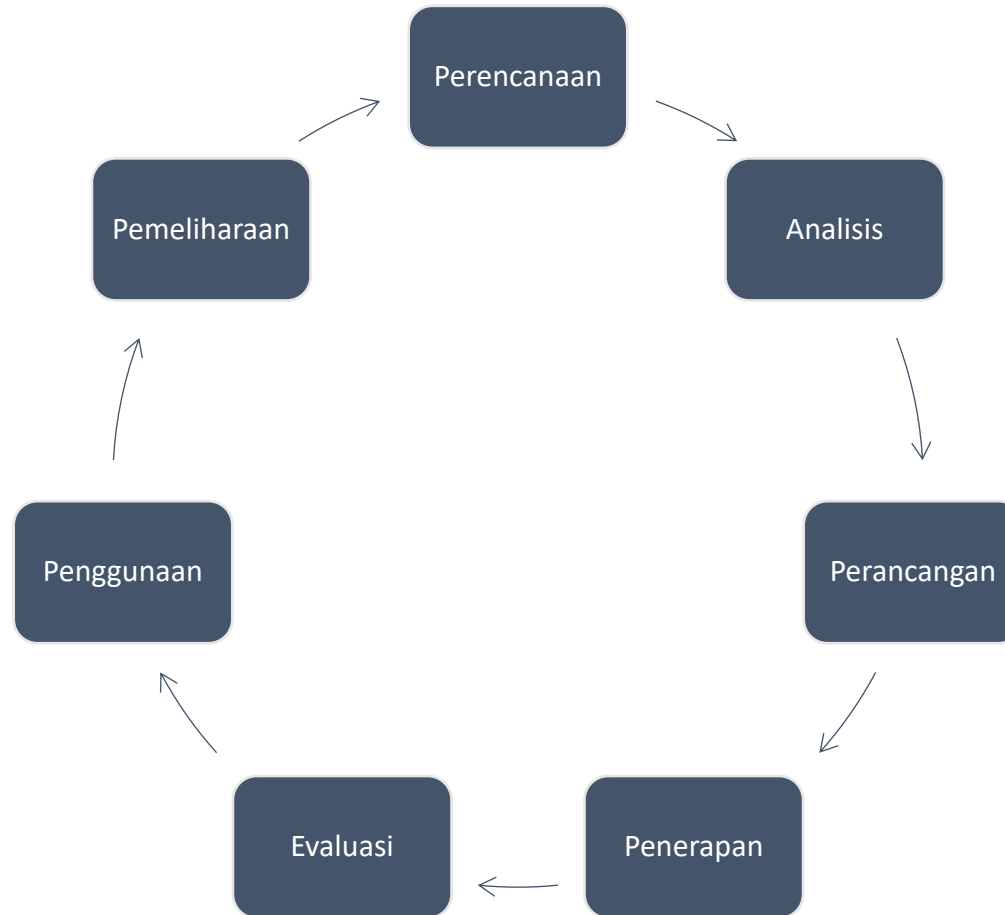 Perencanaan
Analisis
Perancangan
Penerapan
Evaluasi
Penggunaan
Pemeliharaan